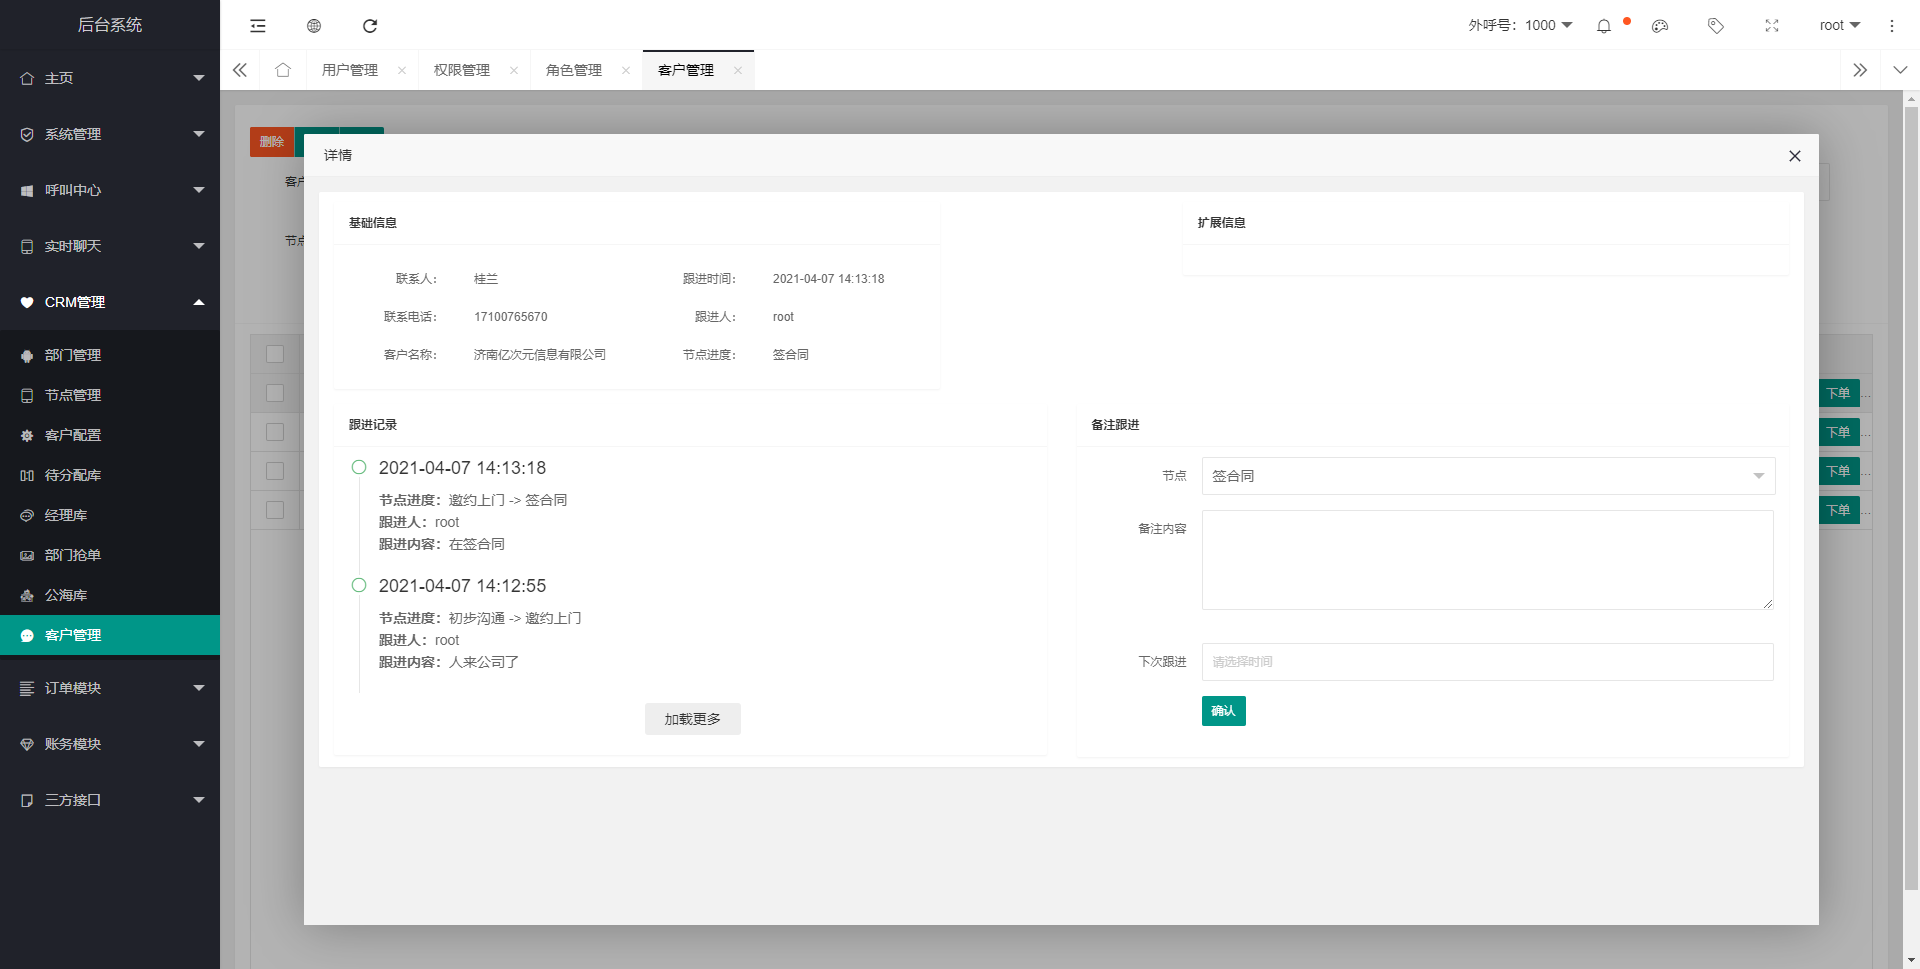 后台系统
外呼号：1000
root
主页
系统管理
呼叫中心
实时聊天
CRM管理
部门管理
节点管理
客户配置
待分配库
经理库
部门抢单
公海库
客户管理
订单模块
账务模块
三方接口
用户管理
权限管理
角色管理
客户管理
删除
客户
节点
下单...
下单...
下单...
下单...
详情
基础信息
联系人：
桂兰
跟进时间：
2021-04-07 14:13:18
联系电话：
17100765670
跟进人：
root
客户名称：
济南亿次元信息有限公司
节点进度：
签合同
扩展信息
跟进记录
2021-04-07 14:13:18
节点进度：邀约上门 -> 签合同
跟进人：root
跟进内容：在签合同
2021-04-07 14:12:55
节点进度：初步沟通 -> 邀约上门
跟进人：root
跟进内容：人来公司了
加载更多
备注跟进
节点
签合同
备注内容
下次跟进
请选择时间
确认